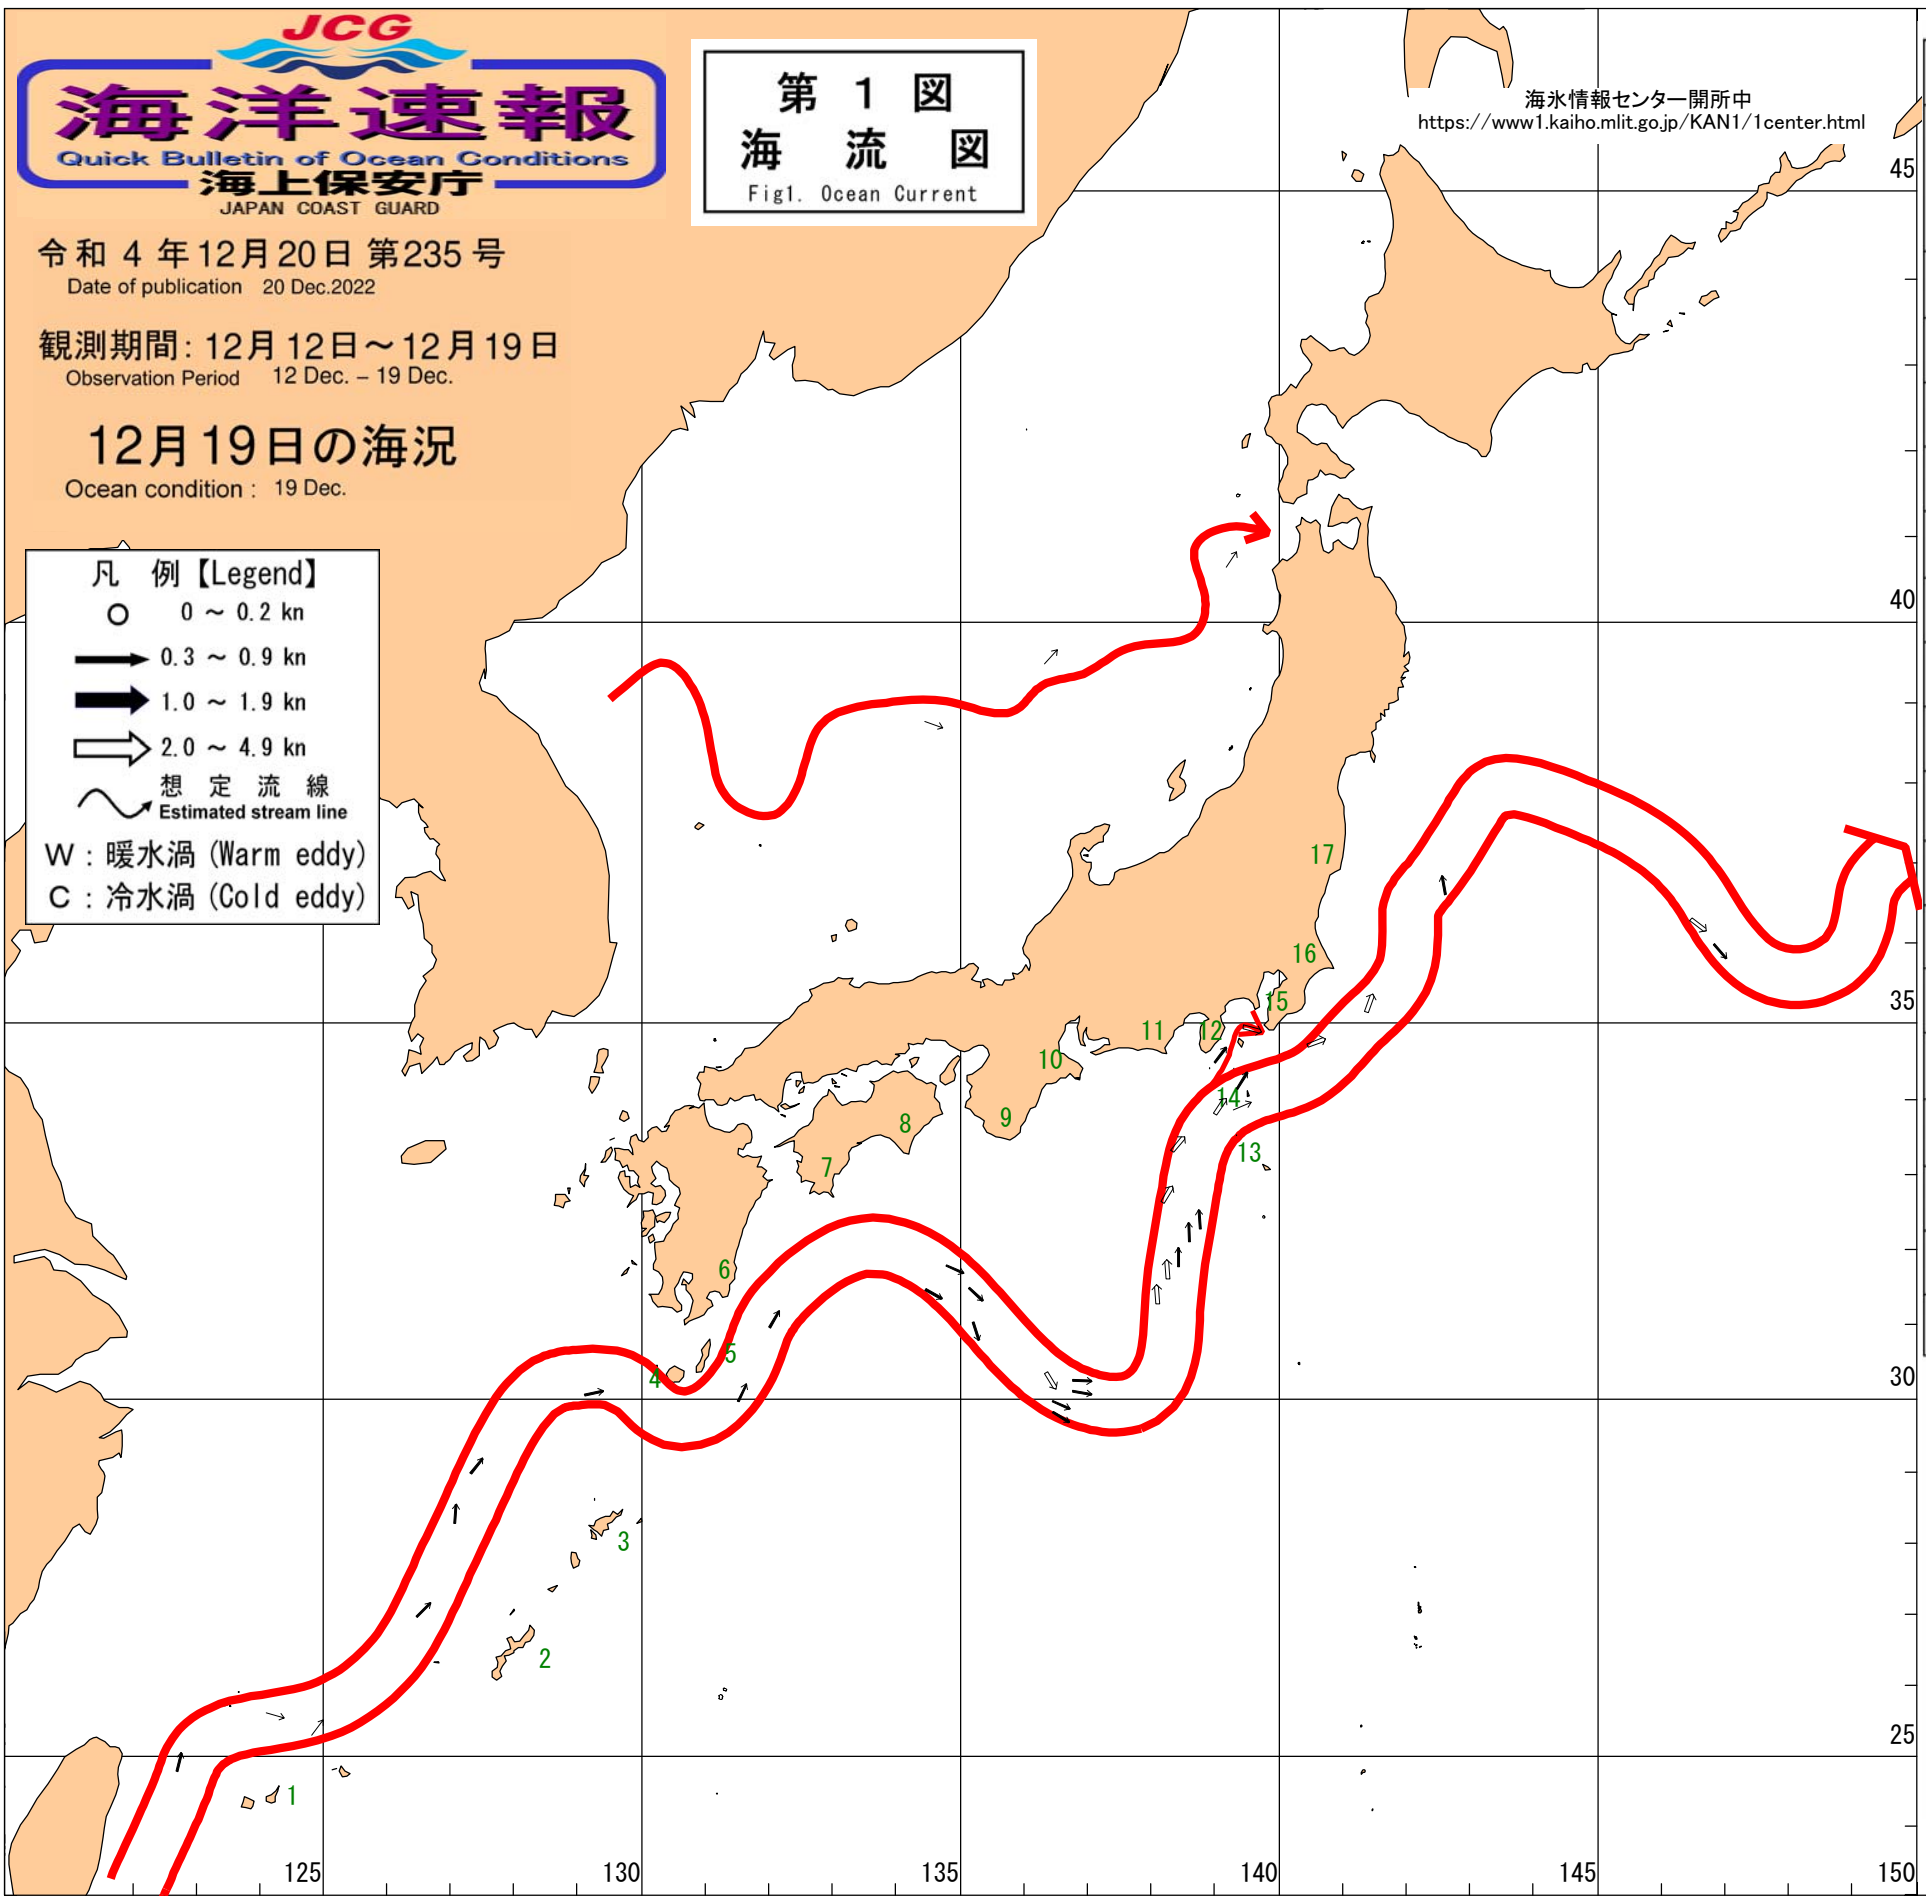 JCG
海洋速報
Quick Bulletin of Ocean Conditions
海上保安庁
JAPAN COAST GUARD
第 1 図
海 流 図
Fig1. Ocean Current
海氷情報センター開所中
https://www1.kaiho.mlit.go.jp/KAN1/1center.html
令和 4 年12月20日 第235 号
Date of publication 20 Dec.2022
観測期間: 12月12日～12月19日
Observation Period 12 Dec. – 19 Dec.
12月19日の海況
Ocean condition : 19 Dec.
凡 例【Legend】
0 ～ 0.2 kn
0.3 ～ 0.9 kn
1.0 ～ 1.9 kn
2.0 ～ 4.9 kn
想 定 流 線
Estimated stream line
W : 暖水渦 (Warm eddy)
C : 冷水渦 (Cold eddy)
45
40
17
16
35
15
12
11
10
14
9
8
13
7
6
5
4
30
3
2
25
1
125
130
135
140
145
150